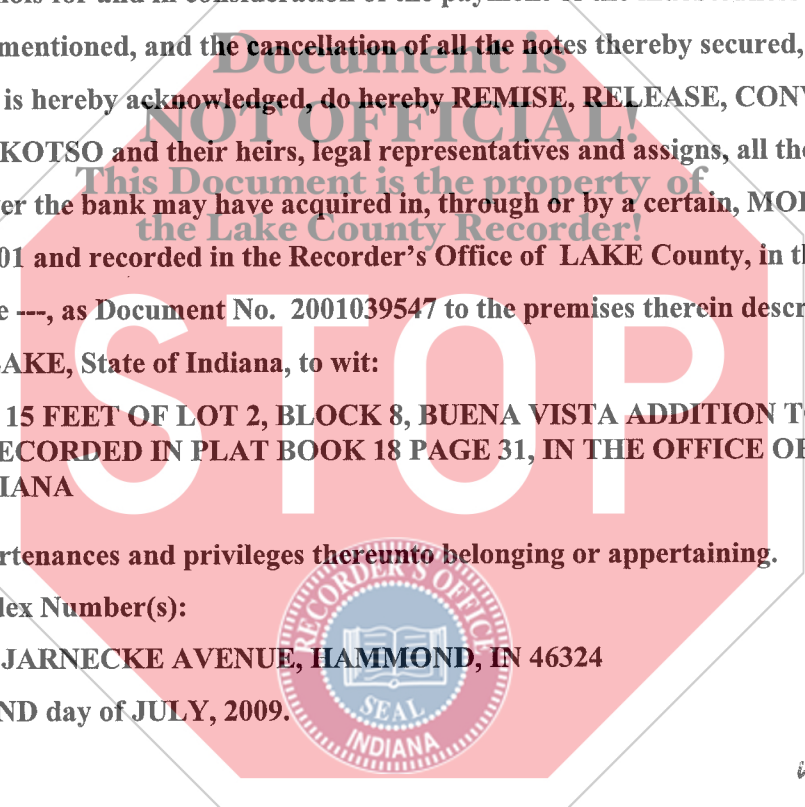 mentioned, and the cancellation of all the notes thereby secured,
Document is
is hereby acknowledged, do hereby REMISE, RELEASE, CONV
NOT OFFICIAL!
KOTSO and their heirs, legal representatives and assigns, all the
This Document is the property of
er the bank may have acquired in, through or by a certain, MOR
the Lake County Recorder!
01 and recorded in the Recorder's Office of LAKE County, in th
e ---, as Document No. 2001039547 to the premises therein descr
LAKE, State of Indiana, to wit:
STOP
15 FEET OF LOT 2, BLOCK 8, BUENA VISTA ADDITION TO
ECORDED IN PLAT BOOK 18 PAGE 31, IN THE OFFICE OF
IANA
rtenances and privileges thereunto belonging or appertaining.
dex Number(s):
RECORDER'S OFFICE
JARNECKE AVENUE, HAMMOND, IN 46324
SEAL
ND day of JULY, 2009.
INDIANA